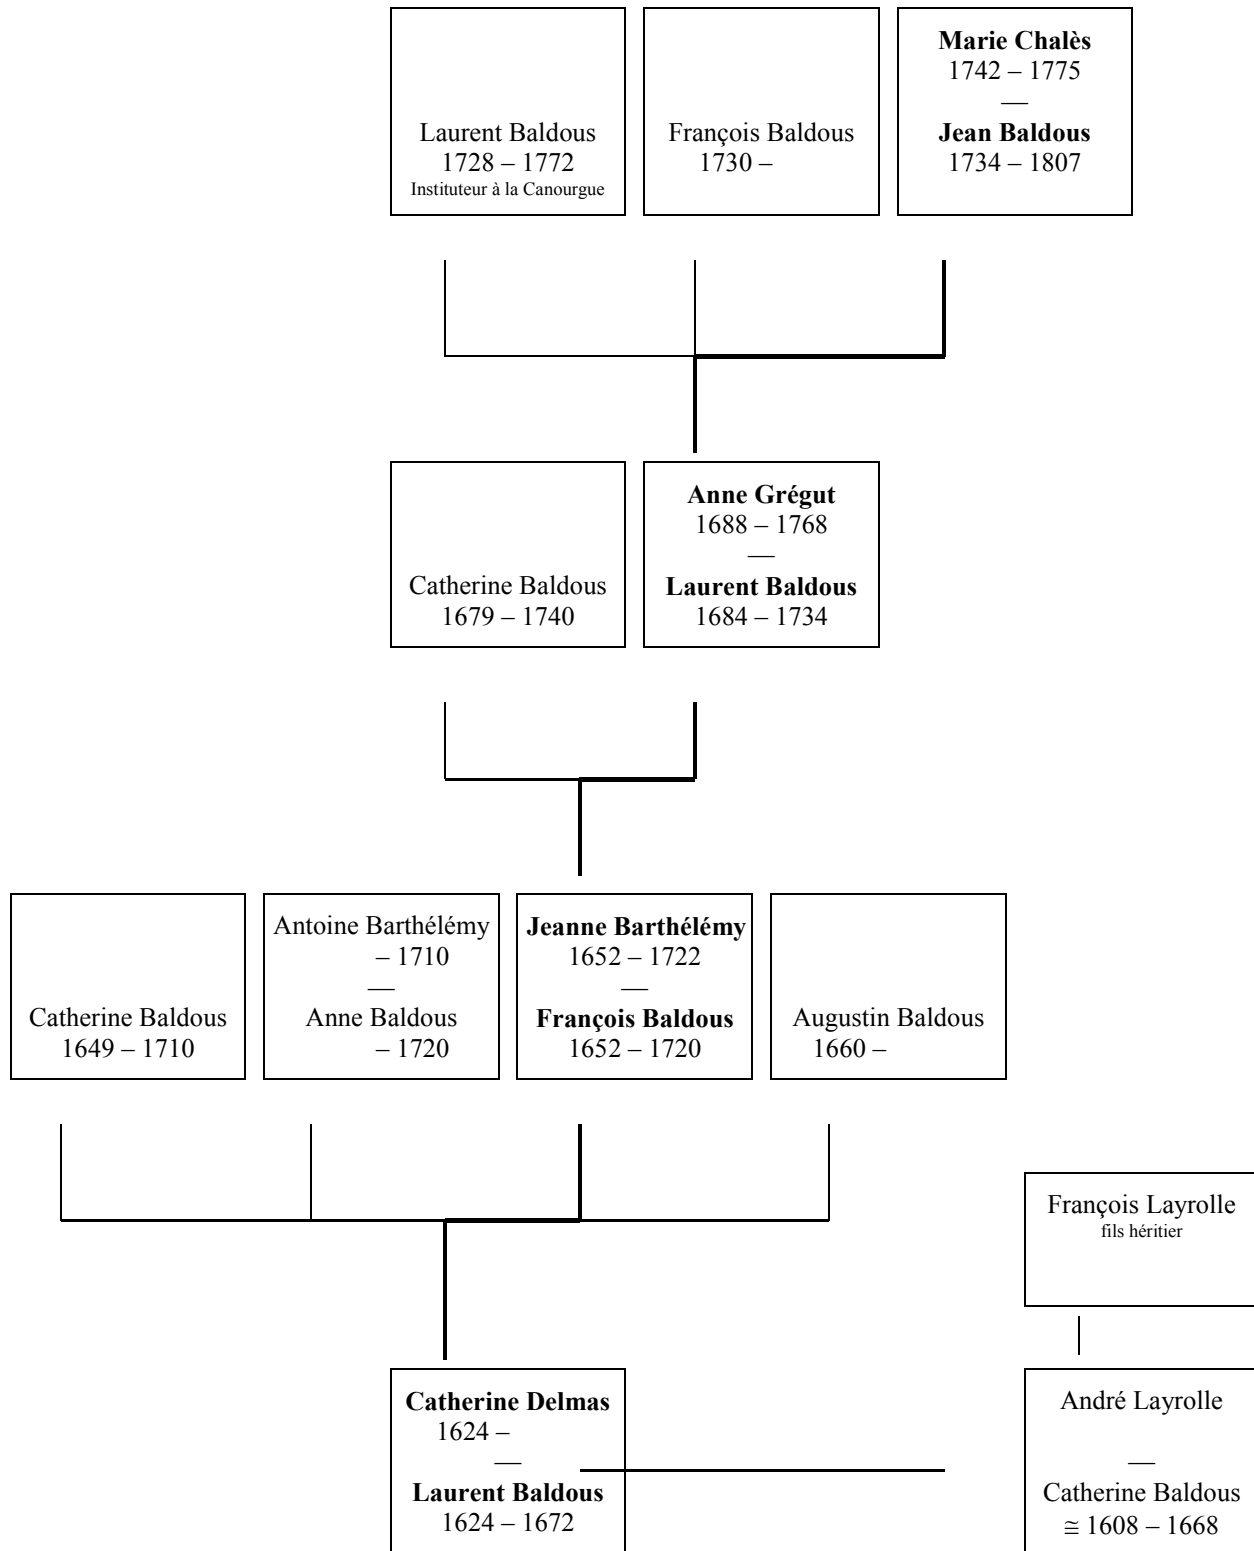 Laurent Baldous
1728 – 1772
Instituteur à la Canourgue
François Baldous
1730 –
Marie Chalès
1742 – 1775
—
Jean Baldous
1734 – 1807
Catherine Baldous
1679 – 1740
Anne Grégut
1688 – 1768
—
Laurent Baldous
1684 – 1734
Catherine Baldous
1649 – 1710
Antoine Barthélémy
– 1710
—
Anne Baldous
– 1720
Jeanne Barthélémy
1652 – 1722
—
François Baldous
1652 – 1720
Augustin Baldous
1660 –
François Layrolle
fils héritier
Catherine Delmas
1624 –
—
Laurent Baldous
1624 – 1672
André Layrolle
—
Catherine Baldous
≅ 1608 – 1668